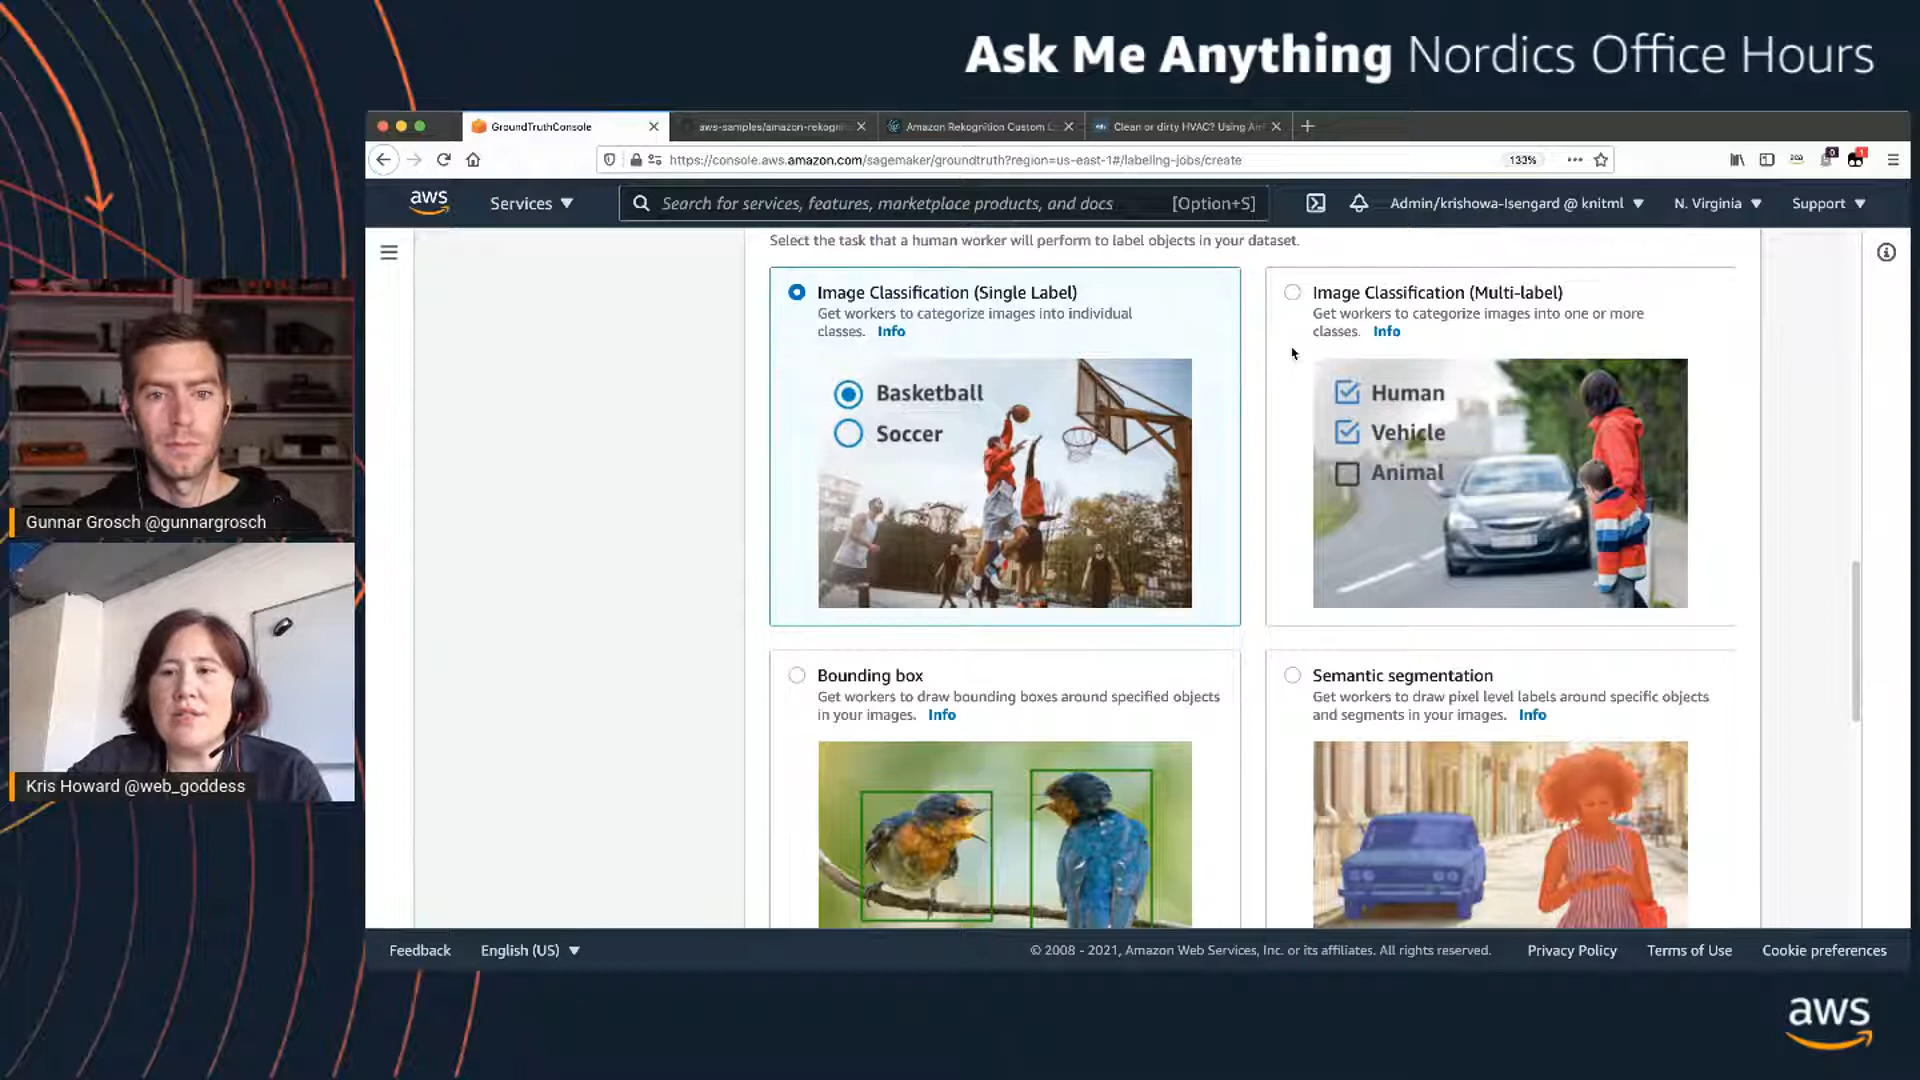 Ask Me Anything Nordics Office Hours
GroundTruthConsole
aws-samples/amazon-rekogni
Amazon Rekognition Custom L
Clean or dirty HVAC? Using
https://console.aws.amazon.com/sagemaker/groundtruth?region=us-east-1#/labeling-jobs/create
133%
aws
Services
Search for services, features, marketplace products, and docs
[Option+S]
Admin/krishowa-Isengard @ knitml
N. Virginia
Support
Select the task that a human worker will perform to label objects in your dataset.
Image Classification (Single Label)
Get workers to categorize images into individual
classes. Info
Basketball
Soccer
Image Classification (Multi-label)
Get workers to categorize images into one or more
classes. Info
Human
Vehicle
Animal
Gunnar Grosch @gunnargrosch
Bounding box
Get workers to draw bounding boxes around specified objects
in your images. Info
Semantic segmentation
Get workers to draw pixel level labels around specific objects
and segments in your images. Info
Kris Howard @web_goddess
Feedback
English (US)
© 2008 - 2021, Amazon Web Services, Inc. or its affiliates. All rights reserved.
Privacy Policy
Terms of Use
Cookie preferences
aws